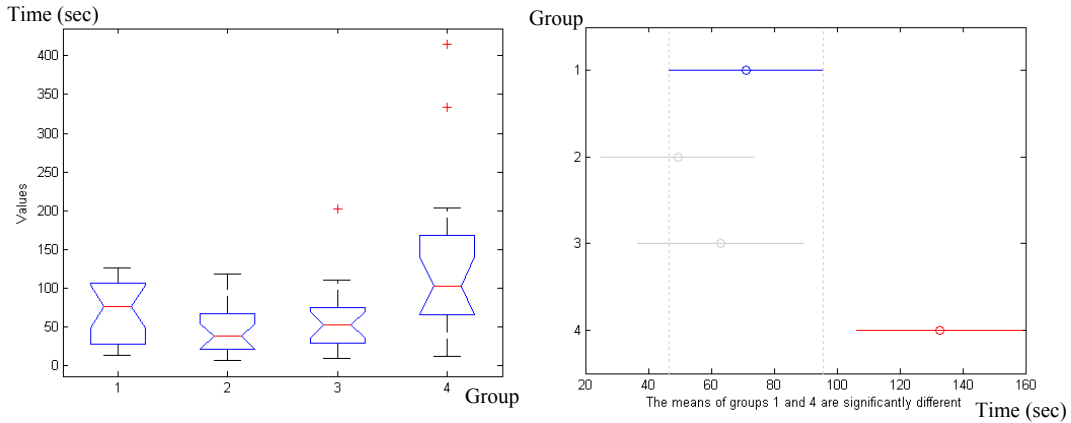 Time (sec)
Values
400
350
300
250
200
150
100
50
0
1 2 3 4
Group
Group
1
2
3
4
20 40 60 80 100 120 140 160
The means of groups 1 and 4 are significantly different
Time (sec)